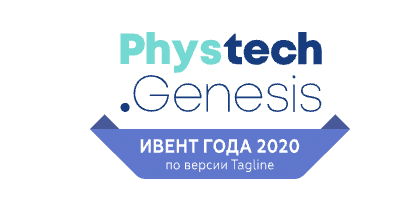 Phystech
.Genesis
ИВЕНТ ГОДА 2020
по версии Tagline